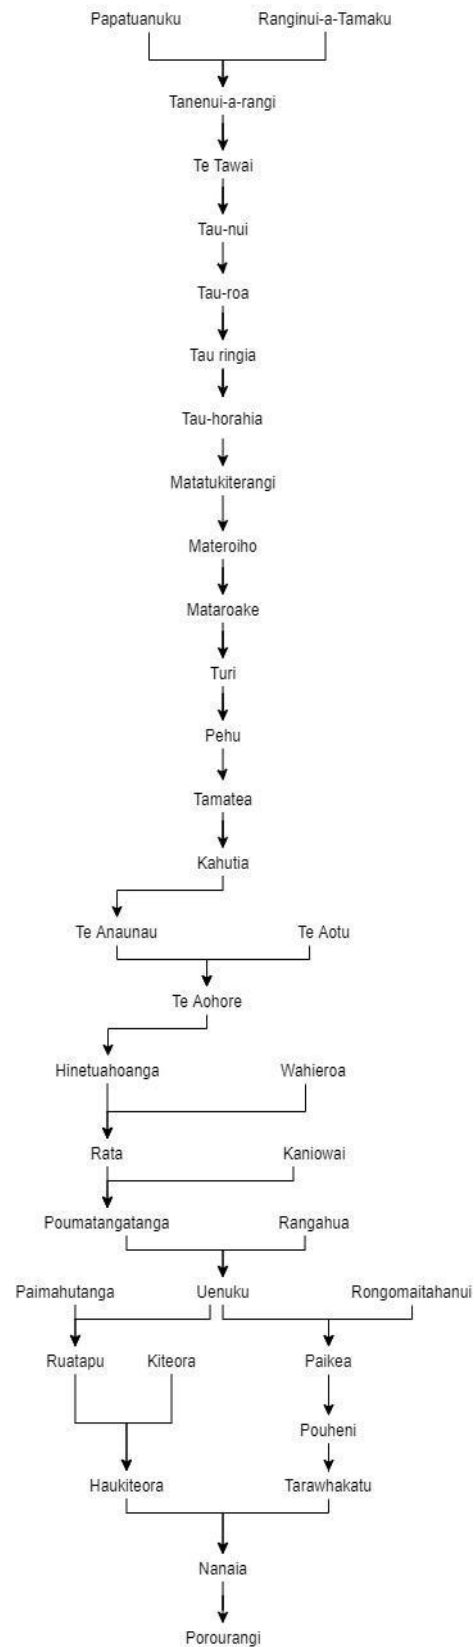 Papatuanuku Ranginui-a-Tamaku
Tanenui-a-rangi
Te Tawai
Tau-nui
Tau-roa
Tau ringia
Tau-horahia
Matatukiterangi
Materoiho
Mataroake
Turi
Pehu
Tamatea
Kahutia
Te Anaunau Te Aotu
Te Aohore
Hinetuahoanga Wahieroa
Rata Kaniowai
Poumatangatanga Rangahua
Paimahutanga Uenuku Rongomaitahanui
Ruatapu Kiteora Paikea
Pouheni
Haukiteora Tarawhakatu
Nanaia
Porourangi